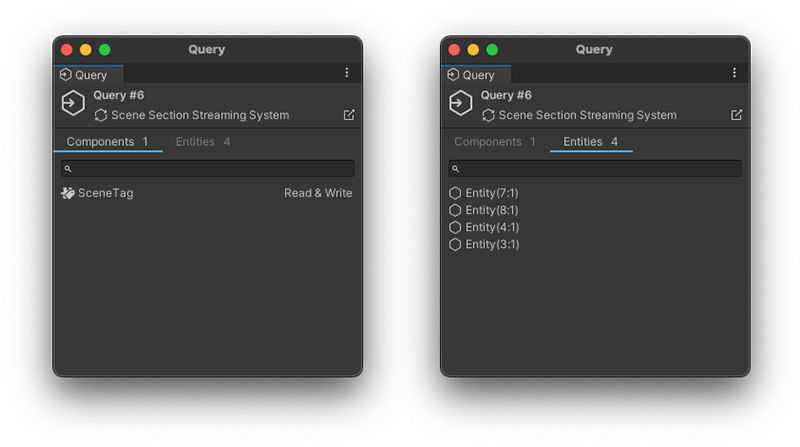 Query
Query
Query #6
Scene Section Streaming System
Components 1 Entities 4
SceneTag Read & Write
Query
Query
Query #6
Scene Section Streaming System
Components 1 Entities 4
Entity(7:1)
Entity(8:1)
Entity(4:1)
Entity(3:1)